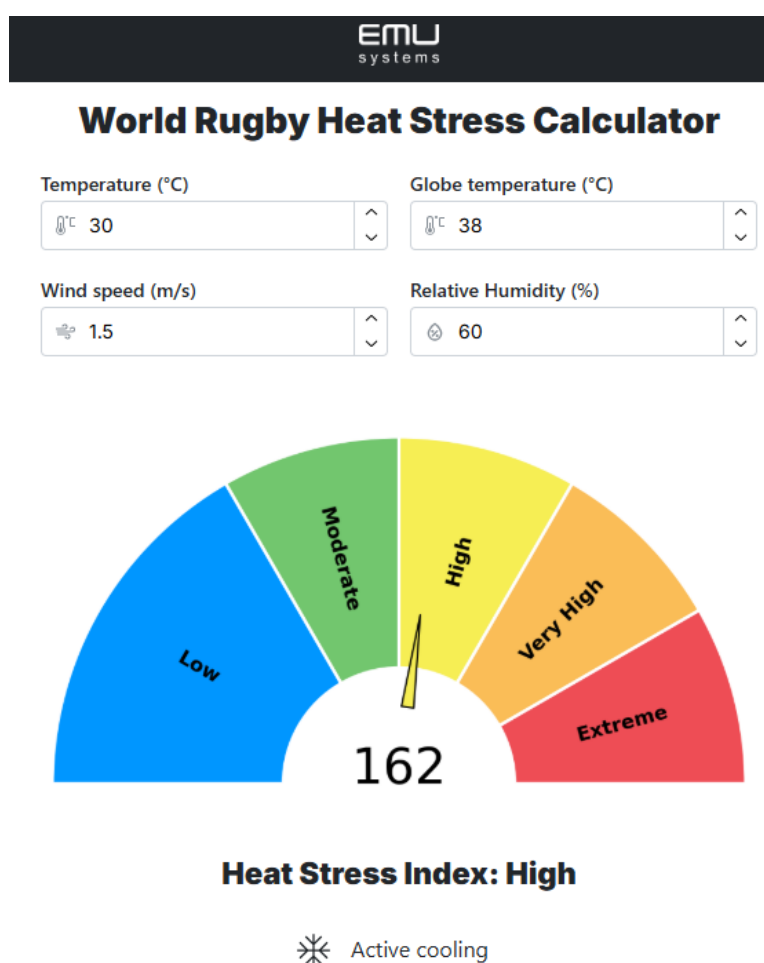 EMU
systems
World Rugby Heat Stress Calculator
Temperature (°C)
Globe temperature (°C)
°C 30
°C 38
Wind speed (m/s)
Relative Humidity (%)
1.5
% 60
Low
Moderate
High
Very High
Extreme
162
Heat Stress Index: High
Active cooling